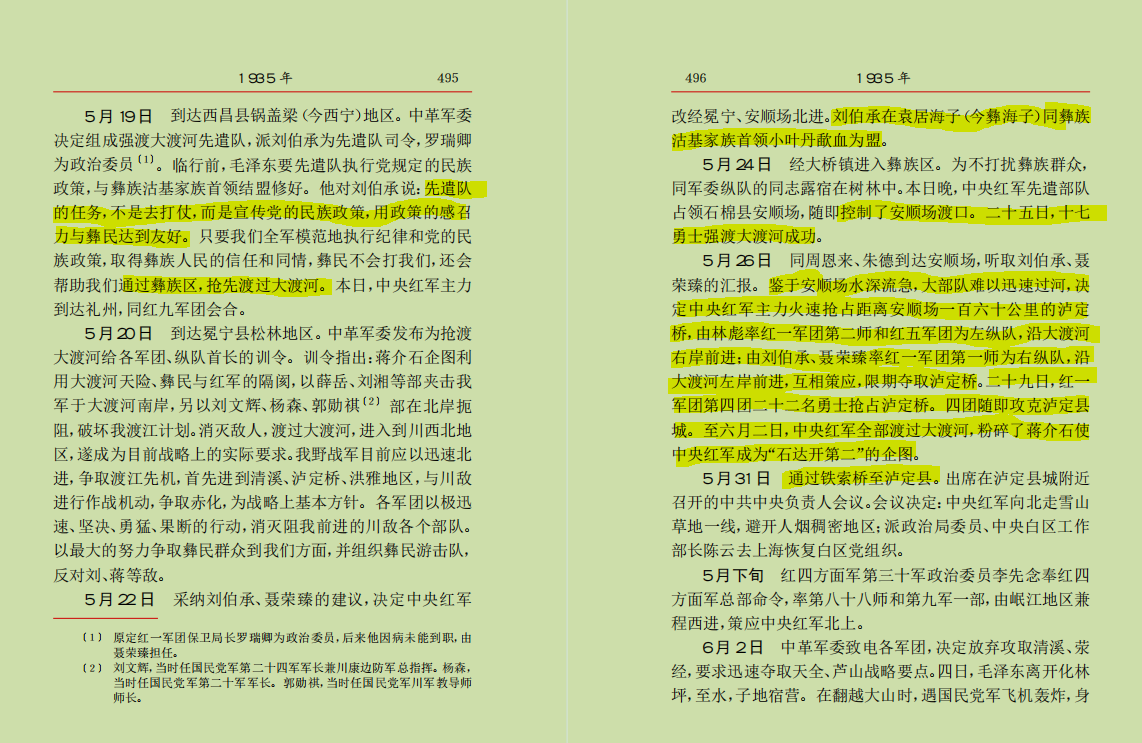 1935年 495
5月19日 到达西昌县锅盖梁(今西宁)地区。中革军委
决定组成强渡大渡河先遣队,派刘伯承为先遣队司令,罗瑞卿
为政治委员〔1〕。临行前,毛泽东要先遣队执行党规定的民族
政策,与彝族沽基家族首领结盟修好。他对刘伯承说:先遣队
的任务,不是去打仗,而是宣传党的民族政策,用政策的感召
力与彝民达到友好。只要我们全军模范地执行纪律和党的民
族政策,取得彝族人民的信任和同情,彝民不会打我们,还会
帮助我们通过彝族区,抢先渡过大渡河。本日,中央红军主力
到达礼州,同红九军团会合。
5月20日 到达冕宁县松林地区。中革军委发布为抢渡
大渡河给各军团、纵队首长的训令。训令指出:蒋介石企图利
用大渡河天险、彝民与红军的隔阂,以薛岳、刘湘等部夹击我
军于大渡河南岸,另以刘文辉、杨森、郭勋祺〔2〕部在北岸扼
阻,破坏我渡江计划。消灭敌人,渡过大渡河,进入到川西北地
区,遂成为目前战略上的实际要求。我野战军目前应以迅速北
进,争取渡江先机,首先进到清溪、泸定桥、洪雅地区,与川敌
进行作战机动,争取赤化,为战略上基本方针。各军团以极迅
速、坚决、勇猛、果断的行动,消灭阻我前进的川敌各个部队。
以最大的努力争取彝民群众到我们方面,并组织彝民游击队,
反对刘、蒋等敌。
5月22日 采纳刘伯承、聂荣臻的建议,决定中央红军
〔1〕 原定红一军团保卫局长罗瑞卿为政治委员,后来他因病未能到职,由
聂荣臻担任。
〔2〕 刘文辉,当时任国民党军第二十四军军长兼川康边防军总指挥。杨森,
当时任国民党军第二十军军长。郭勋祺,当时任国民党军川军教导师
师长。
496 1935年
改经冕宁、安顺场北进。刘伯承在袁居海子(今彝海子)同彝族
沽基家族首领小叶丹歃血为盟。
5月24日 经大桥镇进入彝族区。为不打扰彝族群众,
同军委纵队的同志露宿在树林中。本日晚,中央红军先遣部队
占领石棉县安顺场,随即控制了安顺场渡口。二十五日,十七
勇士强渡大渡河成功。
5月26日 同周恩来、朱德到达安顺场,听取刘伯承、聂
荣臻的汇报。鉴于安顺场水深流急,大部队难以迅速过河,决
定中央红军主力火速抢占距离安顺场一百六十公里的泸定
桥,由林彪率红一军团第二师和红五军团为左纵队,沿大渡河
右岸前进;由刘伯承、聂荣臻率红一军团第一师为右纵队,沿
大渡河左岸前进,互相策应,限期夺取泸定桥。二十九日,红一
军团第四团二十二名勇士抢占泸定桥。四团随即攻克泸定县
城。至六月二日,中央红军全部渡过大渡河,粉碎了蒋介石使
中央红军成为“石达开第二”的企图。
5月31日 通过铁索桥至泸定县。出席在泸定县城附近
召开的中共中央负责人会议。会议决定:中央红军向北走雪山
草地一线,避开人烟稠密地区;派政治局委员、中央白区工作
部长陈云去上海恢复白区党组织。
5月下旬 红四方面军第三十军政治委员李先念奉红四
方面军总部命令,率第八十八师和第九军一部,由岷江地区兼
程西进,策应中央红军北上。
6月2日 中革军委致电各军团,决定放弃攻取清溪、荥
经,要求迅速夺取天全、芦山战略要点。四日,毛泽东离开化林
坪,至水,子地宿营。在翻越大山时,遇国民党军飞机轰炸,身